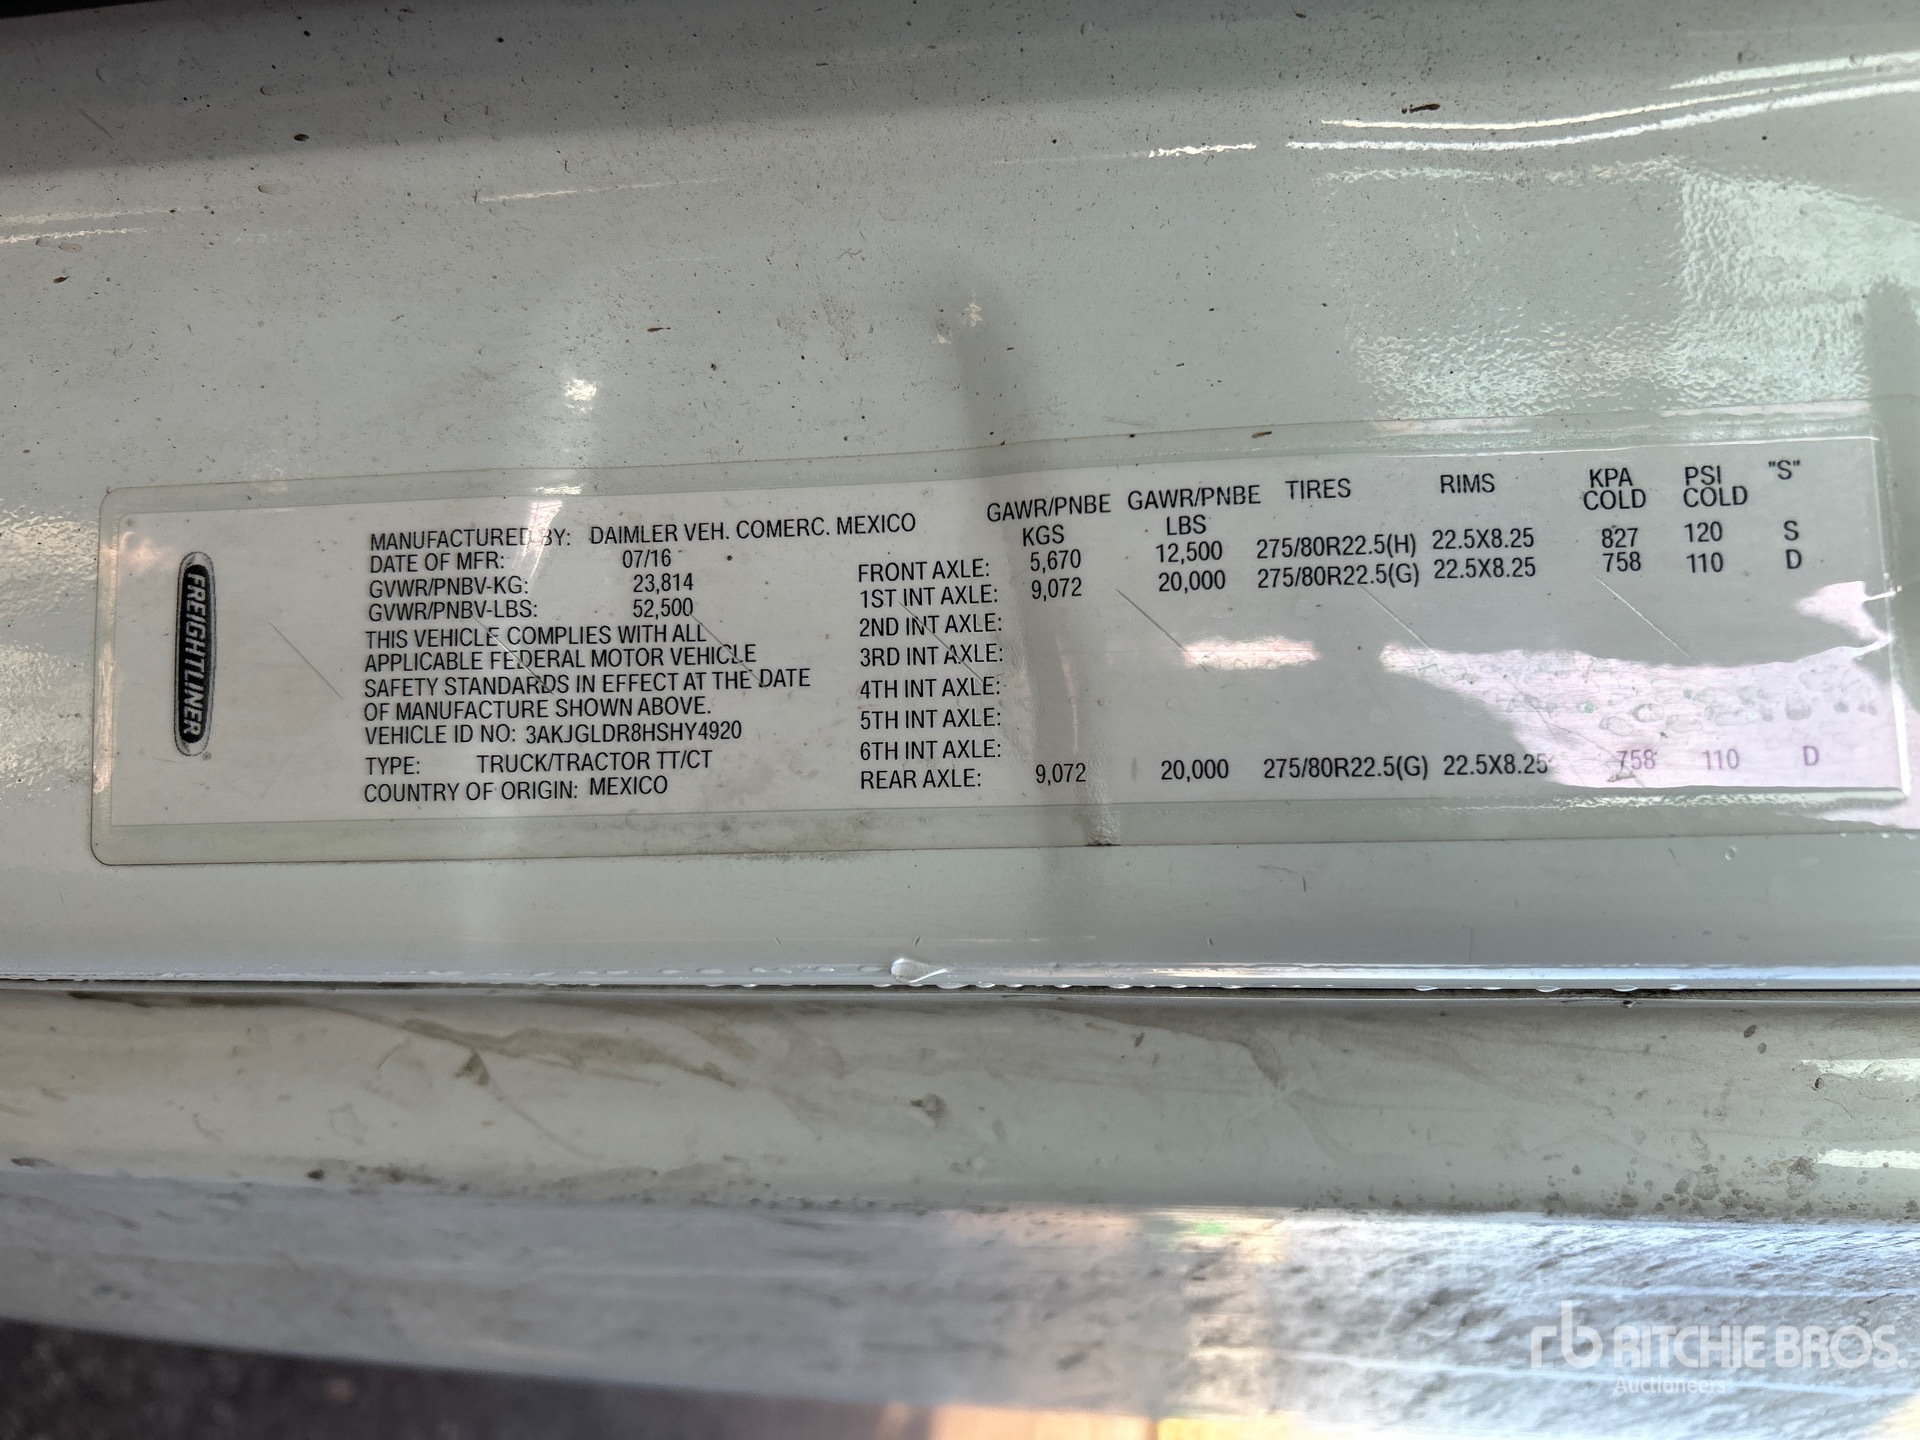 FREIGHTLINER
MANUFACTURED BY: DAIMLER VEH. COMERC. MEXICO
DATE OF MFR: 07/16
GVWR/PNBV-KG: 23,814
GVWR/PNBV-LBS: 52,500
THIS VEHICLE COMPLIES WITH ALL
APPLICABLE FEDERAL MOTOR VEHICLE
SAFETY STANDARDS IN EFFECT AT THE DATE
OF MANUFACTURE SHOWN ABOVE.
VEHICLE ID NO: 3AKJGLDR8HSHY4920
TYPE: TRUCK/TRACTOR TT/CT
COUNTRY OF ORIGIN: MEXICO
GAWR/PNBE GAWR/PNBE TIRES RIMS KPA PSI "S"
KGS LBS COLD COLD
FRONT AXLE: 5,670 12,500 275/80R22.5(H) 22.5X8.25 827 120 S
1ST INT AXLE: 9,072 20,000 275/80R22.5(G) 22.5X8.25 758 110 D
2ND INT AXLE:
3RD INT AXLE:
4TH INT AXLE:
5TH INT AXLE:
6TH INT AXLE:
REAR AXLE: 9,072 20,000 275/80R22.5(G) 22.5X8.25 758 110 D
rb RITCHIE BROS.
Auctioneers